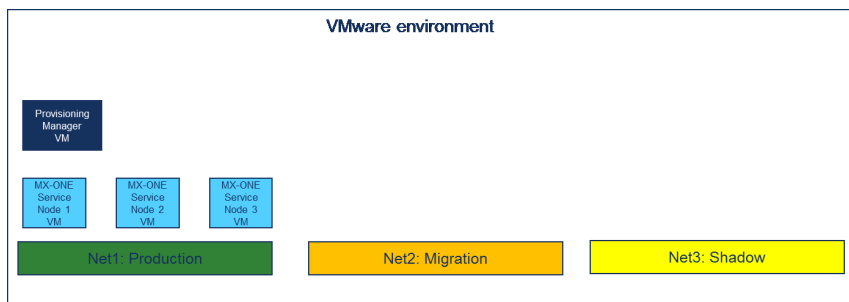 VMware environment
Provisioning
Manager
VM
MX-ONE
Service
Node 1
VM
MX-ONE
Service
Node 2
VM
MX-ONE
Service
Node 3
VM
Net1: Production
Net2: Migration
Net3: Shadow